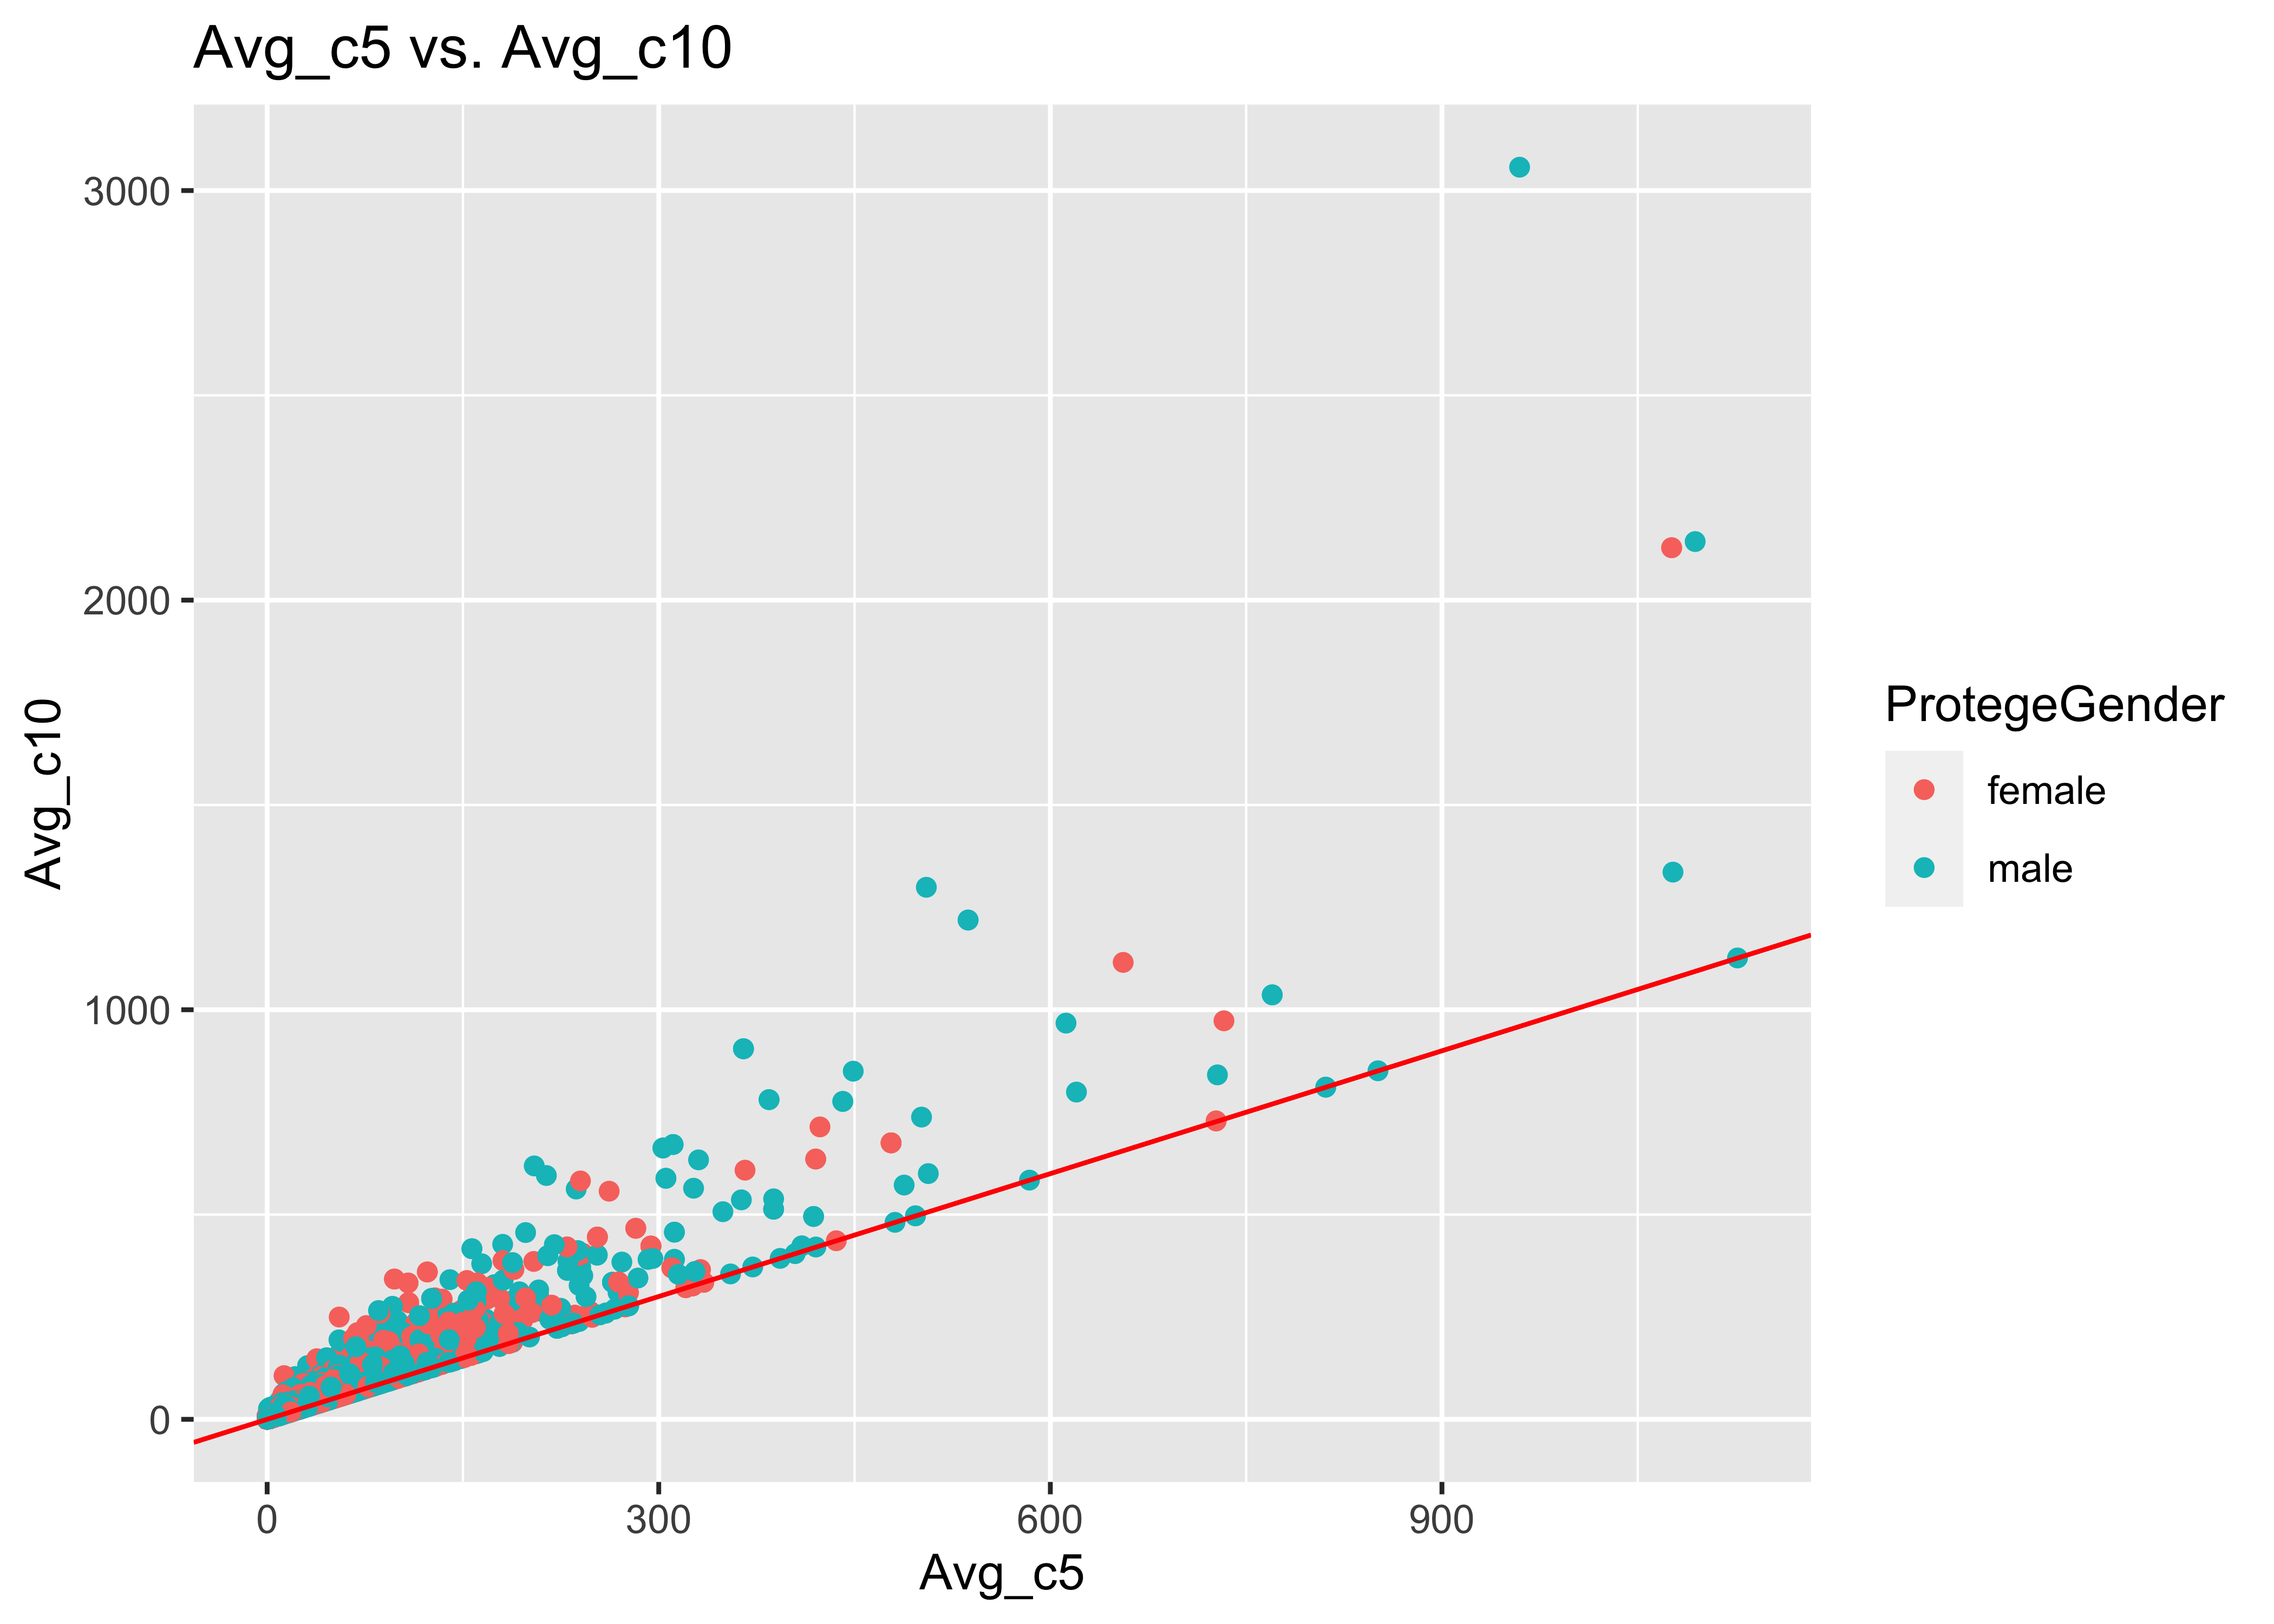 Avg_c5 vs. Avg_c10
3000
2000
1000
0
Avg_c10
0
300
600
900
Avg_c5
ProtegeGender
female
male